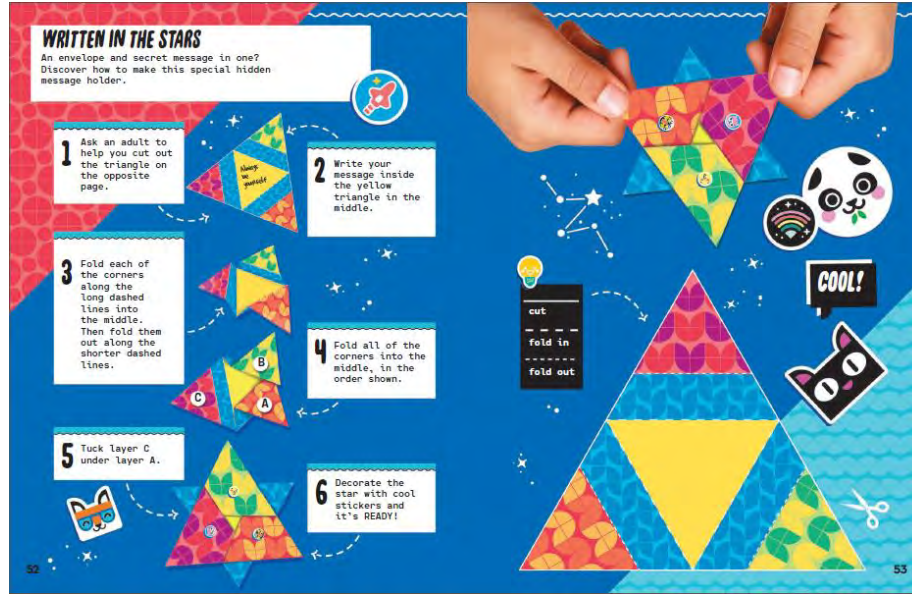 WRITTEN IN THE STARS
An envelope and secret message in one?
Discover how to make this special hidden
message holder.
1
Ask an adult to
help you cut out
the triangle on
the opposite
page.
Always
be
yourself
2
Write your
message inside
the yellow
triangle in the
middle.
3
Fold each of
the corners
along the
long dashed
lines into
the middle.
Then fold them
out along the
shorter dashed
lines.
4
Fold all of the
corners into the
middle, in the
order shown.
B
C
A
5
Tuck layer C
under layer A.
6
Decorate the
star with cool
stickers and
it's READY!
52
cut
fold in
fold out
COOL!
53